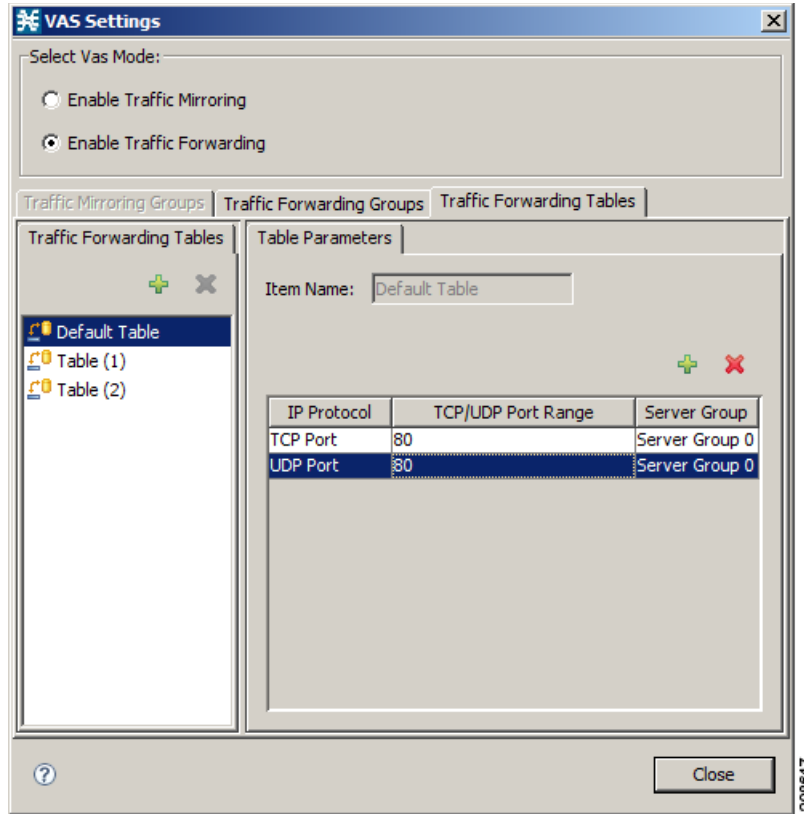 VAS Settings
Select Vas Mode:
Enable Traffic Mirroring
Enable Traffic Forwarding
Traffic Mirroring Groups Traffic Forwarding Groups Traffic Forwarding Tables
Traffic Forwarding Tables Table Parameters
Item Name: Default Table
Default Table
Table (1)
Table (2)
IP Protocol TCP/UDP Port Range Server Group
TCP Port 80 Server Group 0
UDP Port 80 Server Group 0
Close